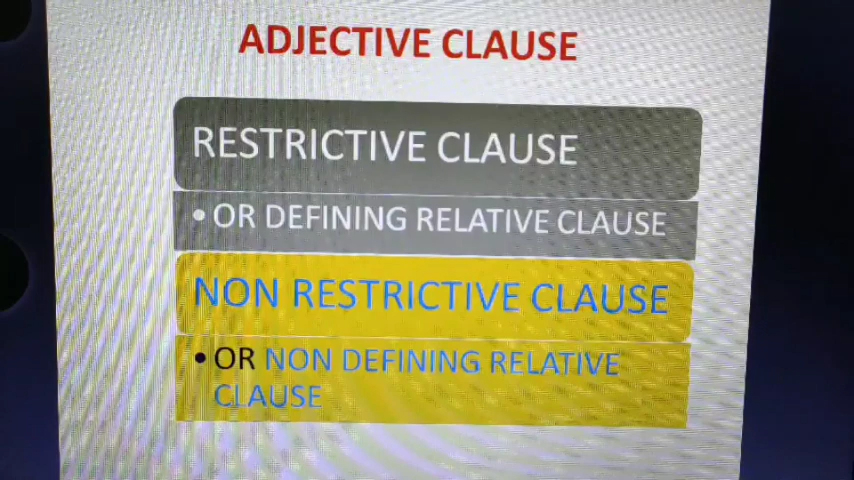 ADJECTIVE CLAUSE
RESTRICTIVE CLAUSE
• OR DEFINING RELATIVE CLAUSE
NON RESTRICTIVE CLAUSE
• OR NON DEFINING RELATIVE
CLAUSE